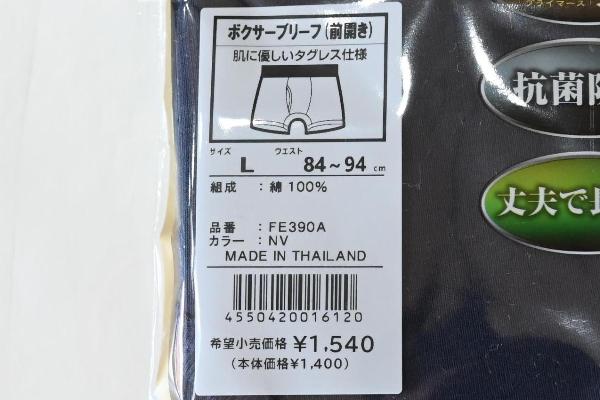 ボクサーブリーフ(前開き)
肌に優しいタグレス仕様
サイズ L ウエスト 84～94 cm
組成 : 綿 100%
品番 : FE390A
カラー : NV
MADE IN THAILAND
4550420016120
希望小売価格 ¥1,540
(本体価格¥1,400)
抗菌防
丈夫で長